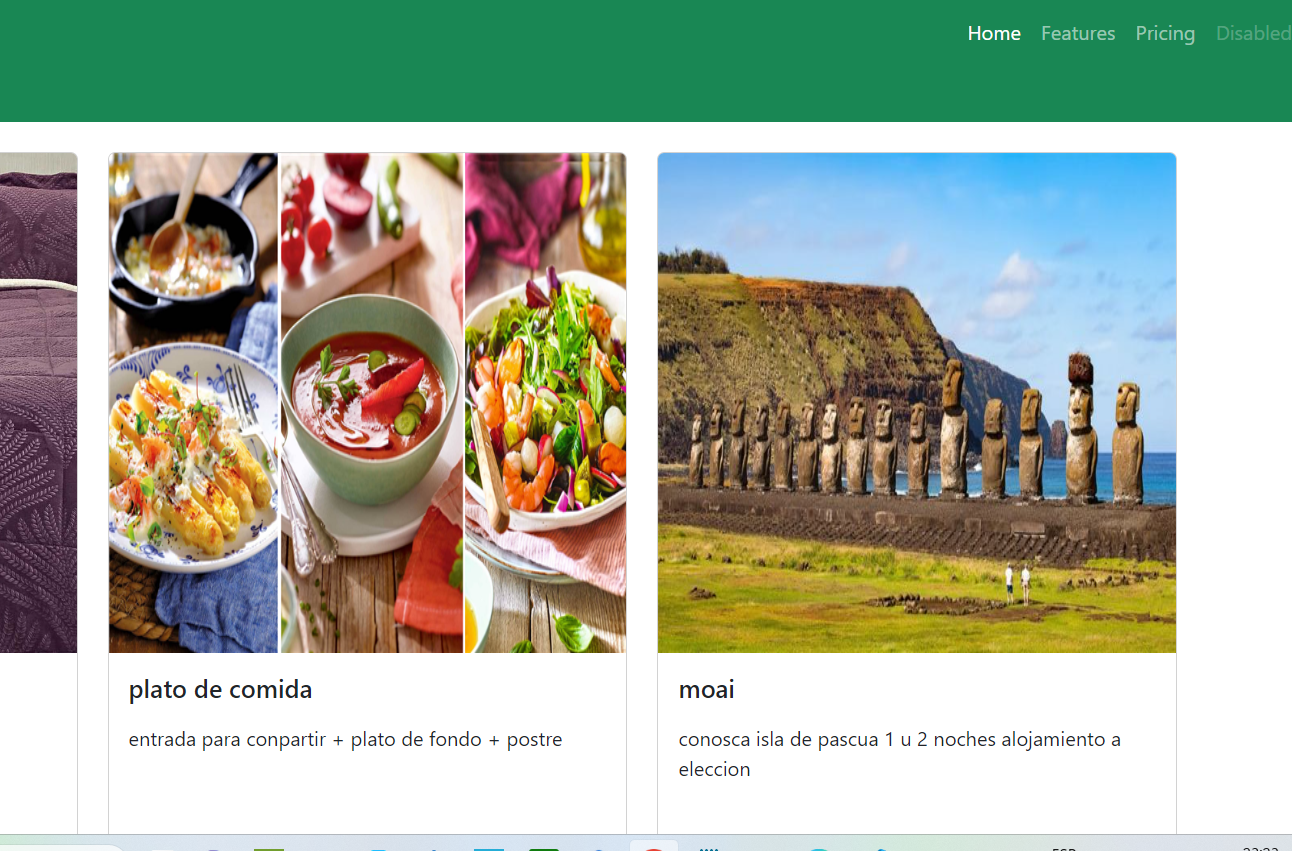 Home Features Pricing Disabled
plato de comida
entrada para conpartir + plato de fondo + postre
moai
conosca isla de pascua 1 u 2 noches alojamiento a
eleccion